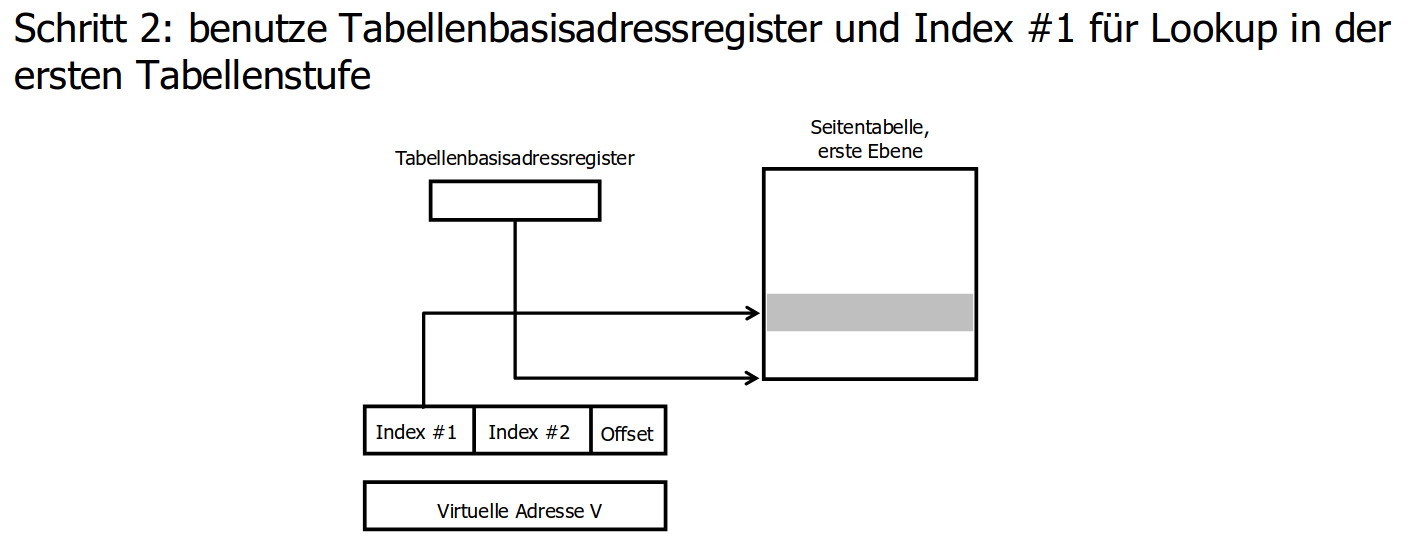 Schritt 2: benutze Tabellenbasisadressregister und Index #1 für Lookup in der
ersten Tabellenstufe
Seitentabelle,
erste Ebene
Tabellenbasisadressregister
Index #1 Index #2 Offset
Virtuelle Adresse V